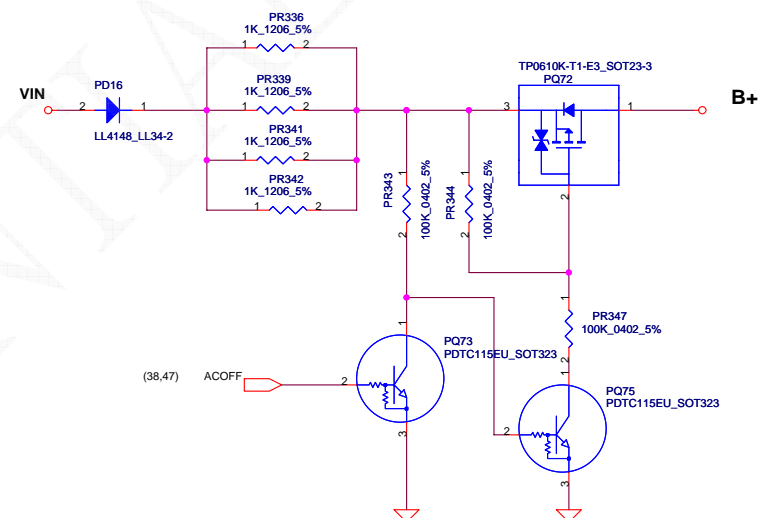 PR336
1K_1206_5%
1 2
PR339
1K_1206_5%
1 2
PR341
1K_1206_5%
1 2
PR342
1K_1206_5%
1 2
VIN
2
PD16
1
LL4148_LL34-2
TP0610K-T1-E3_SOT23-3
PQ72
3
1
2
B+
PR343
100K_0402_5%
1
2
PR344
100K_0402_5%
1
2
1
PR347
100K_0402_5%
2
1
PQ73
PDTC115EU_SOT323
2
3
(38,47) ACOFF
1
PQ75
PDTC115EU_SOT323
2
3
NTIA